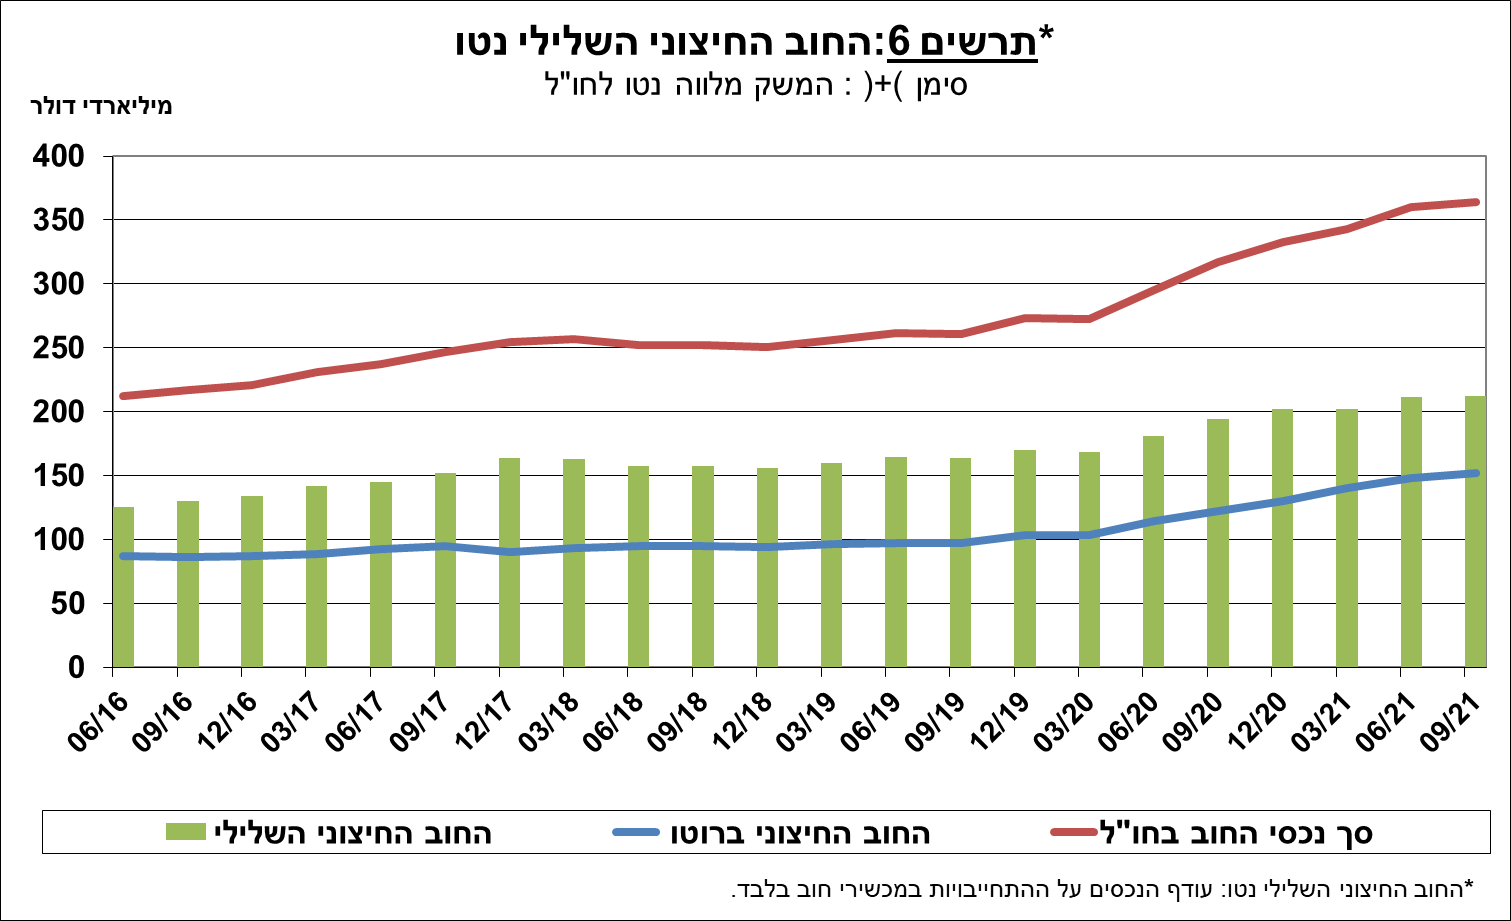 *תרשים 6:החוב החיצוני השלילי נטו
סימן (+) : המשק מלווה נטו לחו"ל
מיליארדי דולר
400
350
300
250
200
150
100
50
0
06/16 09/16 12/16 03/17 06/17 09/17 12/17 03/18 06/18 09/18 12/18 03/19 06/19 09/19 12/19 03/20 06/20 09/20 12/20 03/21 06/21 09/21
סך נכסי החוב בחו"ל החוב החיצוני ברוטו החוב החיצוני השלילי
*החוב החיצוני השלילי נטו: עודף הנכסים על ההתחייבויות במכשירי חוב בלבד.